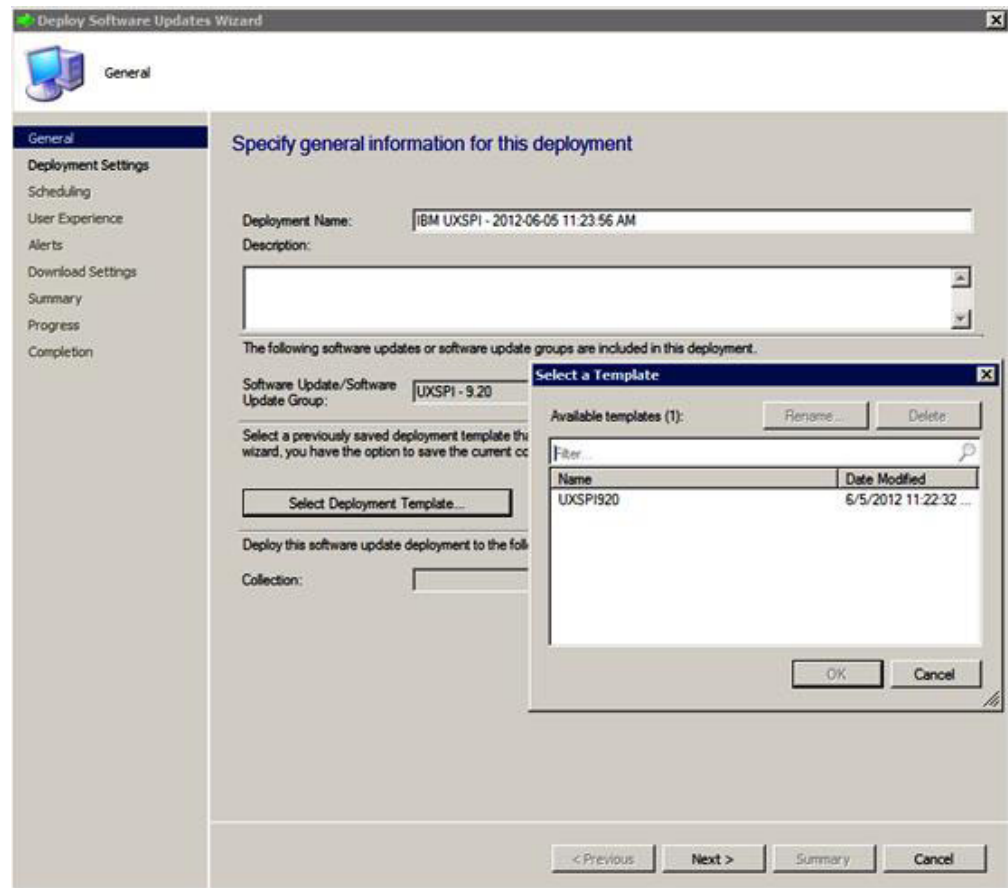 Deploy Software Updates Wizard
General
General
Deployment Settings
Scheduling
User Experience
Alerts
Download Settings
Summary
Progress
Completion
Specify general information for this deployment
Deployment Name: IBM UXSPI - 2012-06-05 11:23:56 AM
Description:
The following software updates or software update groups are included in this deployment.
Software Update/Software
Update Group: UXSPI - 9.20
Select a previously saved deployment template tha
wizard, you have the option to save the current co
Select Deployment Template...
Deploy this software update deployment to the foll
Collection:
Select a Template
Available templates (1): Rename... Delete
Filter...
Name Date Modified
UXSPI920 6/5/2012 11:22:32 ...
OK Cancel
< Previous Next > Summary Cancel